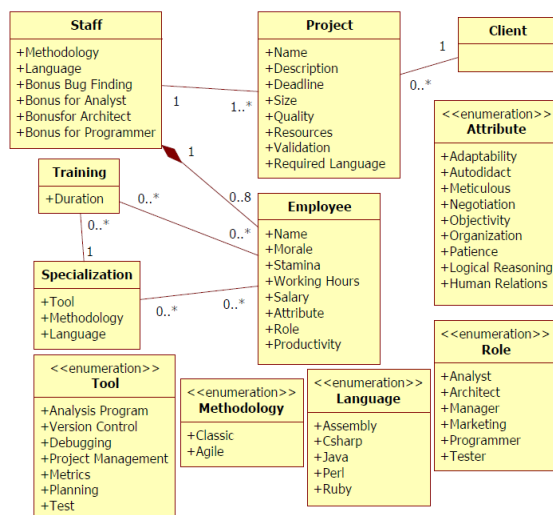 Staff
+Methodology
+Language
+Bonus Bug Finding
+Bonus for Analyst
+Bonusfor Architect
+Bonus for Programmer
Project
+Name
+Description
+Deadline
+Size
+Quality
+Resources
+Validation
+Required Language
Client
1
1..*
1
0..*
1
0..8
<<enumeration>>
Attribute
+Adaptability
+Autodidact
+Meticulous
+Negotiation
+Objectivity
+Organization
+Patience
+Logical Reasoning
+Human Relations
Training
+Duration
0..*
0..*
0..*
1
Employee
+Name
+Morale
+Stamina
+Working Hours
+Salary
+Attribute
+Role
+Productivity
Specialization
+Tool
+Methodology
+Language
0..*
0..*
<<enumeration>>
Role
+Analyst
+Architect
+Manager
+Marketing
+Programmer
+Tester
<<enumeration>>
Tool
+Analysis Program
+Version Control
+Debugging
+Project Management
+Metrics
+Planning
+Test
<<enumeration>>
Methodology
+Classic
+Agile
<<enumeration>>
Language
+Assembly
+Csharp
+Java
+Perl
+Ruby